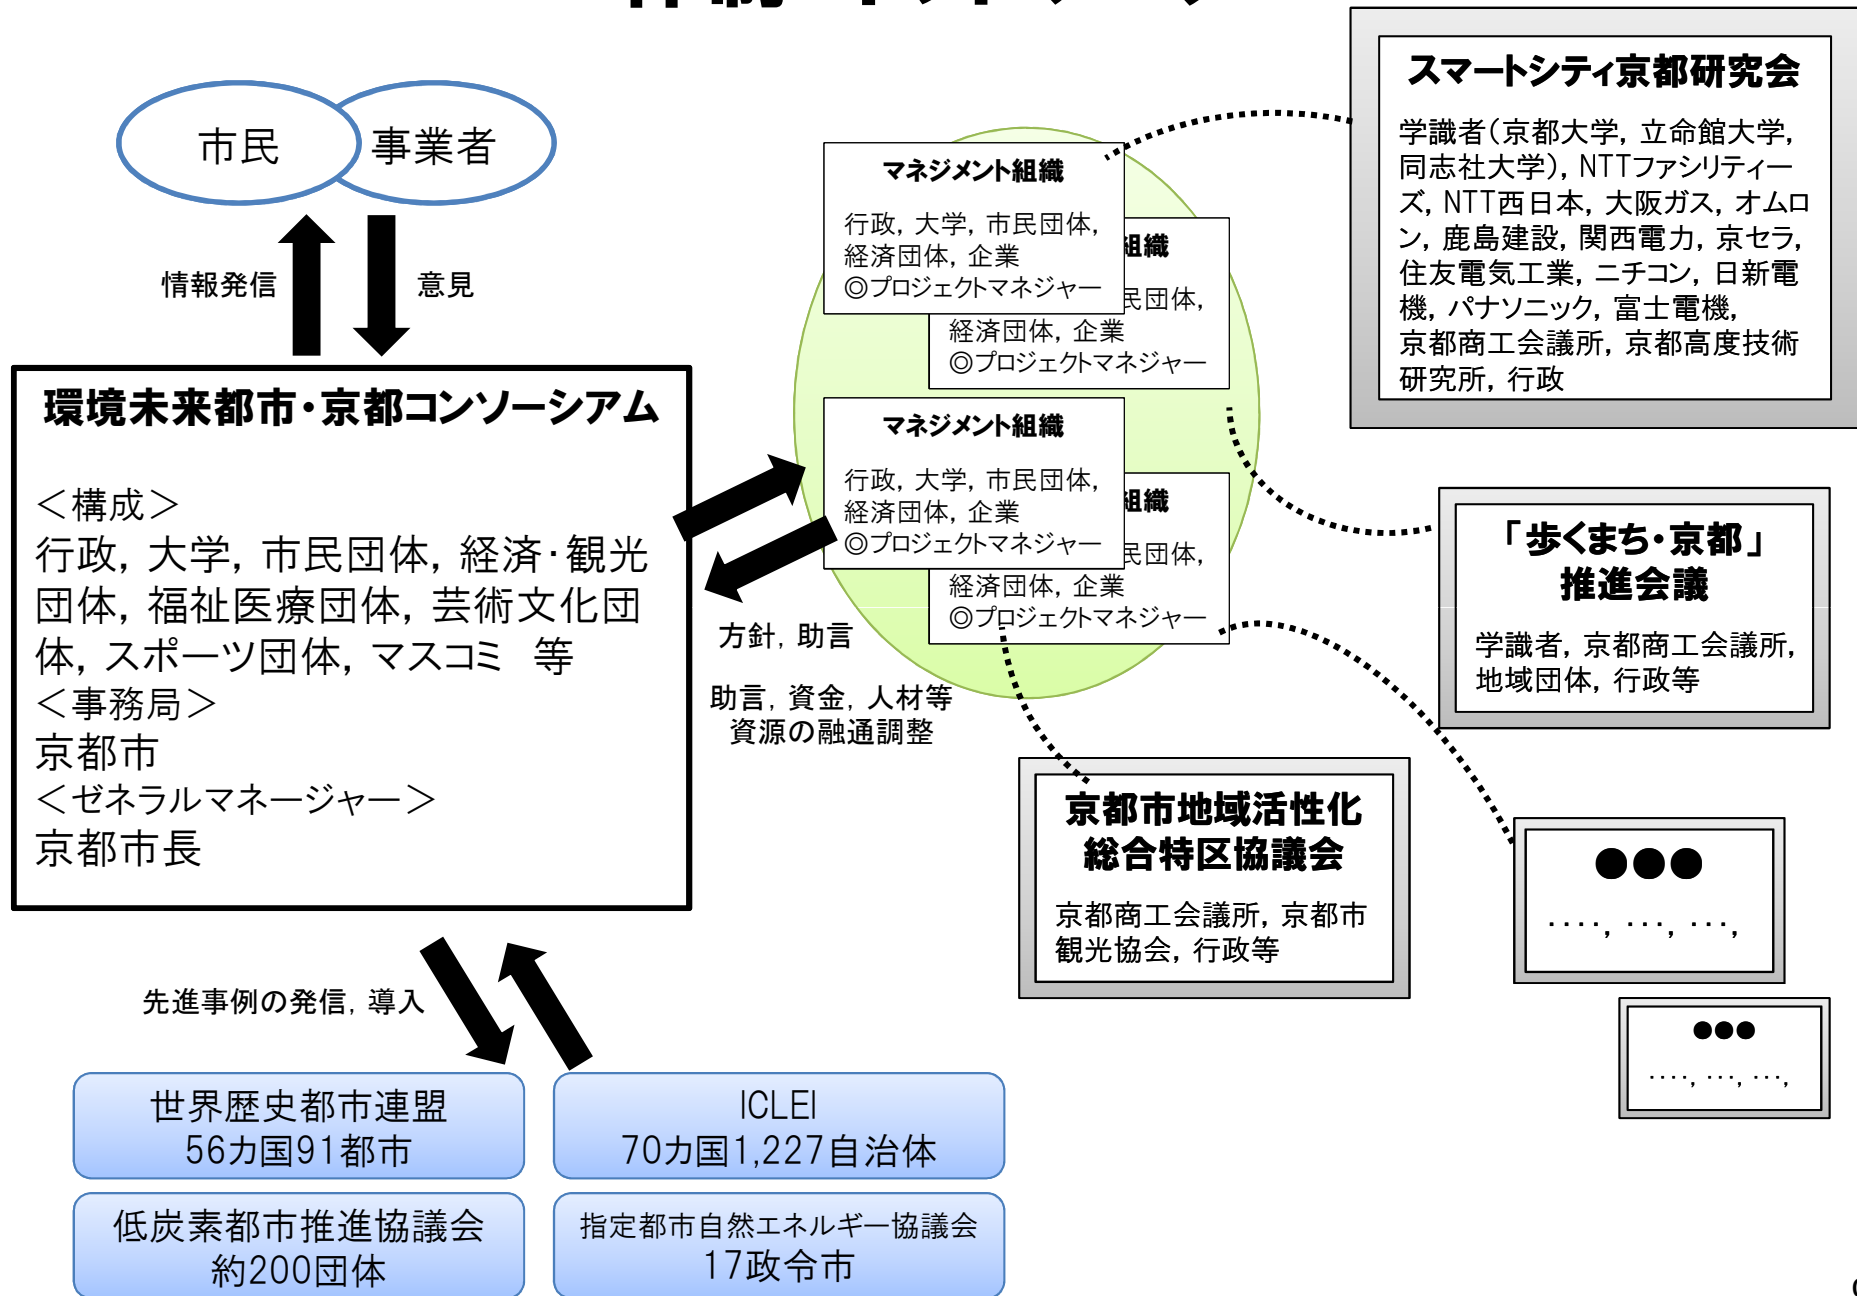 市民
事業者
情報発信
意見
環境未来都市・京都コンソーシアム
＜構成＞
行政，大学，市民団体，経済・観光
団体，福祉医療団体，芸術文化団
体，スポーツ団体，マスコミ　等
＜事務局＞
京都市
＜ゼネラルマネージャー＞
京都市長
マネジメント組織
行政，大学，市民団体，
経済団体，企業
◎プロジェクトマネジャー
組織
民団体，
経済団体，企業
◎プロジェクトマネジャー
マネジメント組織
行政，大学，市民団体，
経済団体，企業
◎プロジェクトマネジャー
組織
民団体，
経済団体，企業
◎プロジェクトマネジャー
方針，助言
助言，資金，人材等
資源の融通調整
スマートシティ京都研究会
学識者（京都大学，立命館大学，
同志社大学），NTTファシリティー
ズ，NTT西日本，大阪ガス，オムロ
ン，鹿島建設，関西電力，京セラ，
住友電気工業，ニチコン，日新電
機，パナソニック，富士電機，
京都商工会議所，京都高度技術
研究所，行政
「歩くまち・京都」
推進会議
学識者，京都商工会議所，
地域団体，行政等
京都市地域活性化
総合特区協議会
京都商工会議所，京都市
観光協会，行政等
●●●
････，･･･，･･･，
●●●
････，･･･，･･･，
先進事例の発信，導入
世界歴史都市連盟
56カ国91都市
ICLEI
70カ国1,227自治体
低炭素都市推進協議会
約200団体
指定都市自然エネルギー協議会
17政令市